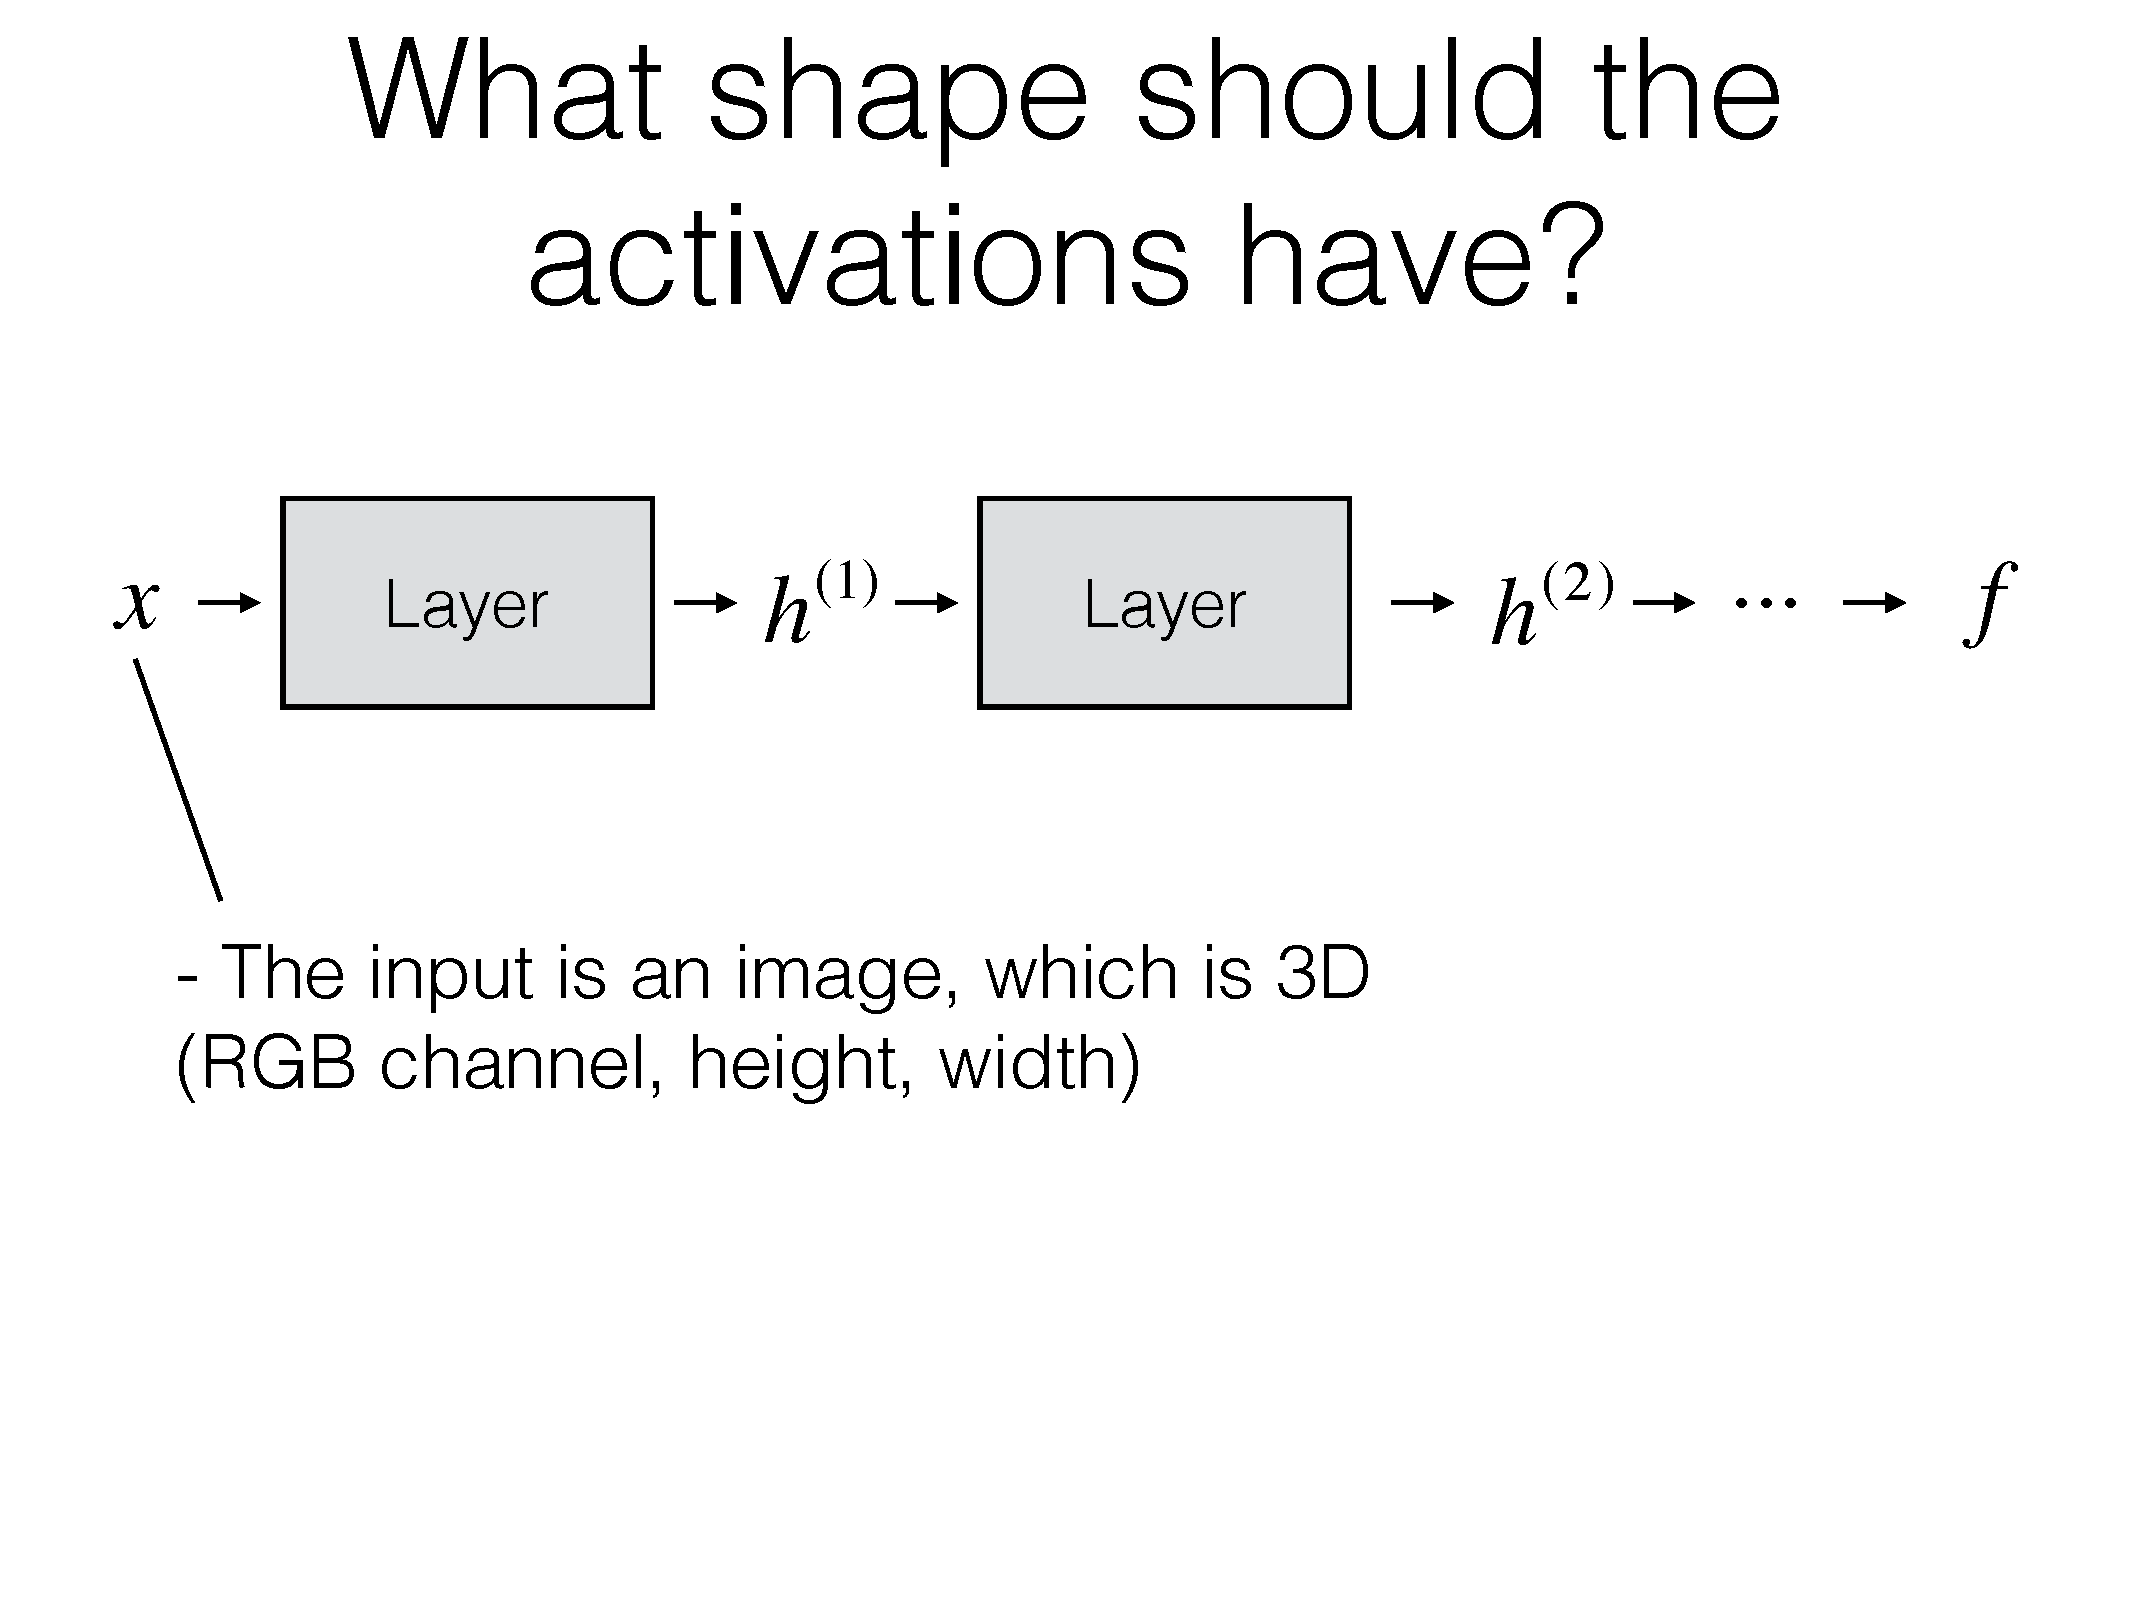 What shape should the
activations have?
x → Layer → h⁽¹⁾ → Layer → h⁽²⁾ → ··· → f
- The input is an image, which is 3D
(RGB channel, height, width)